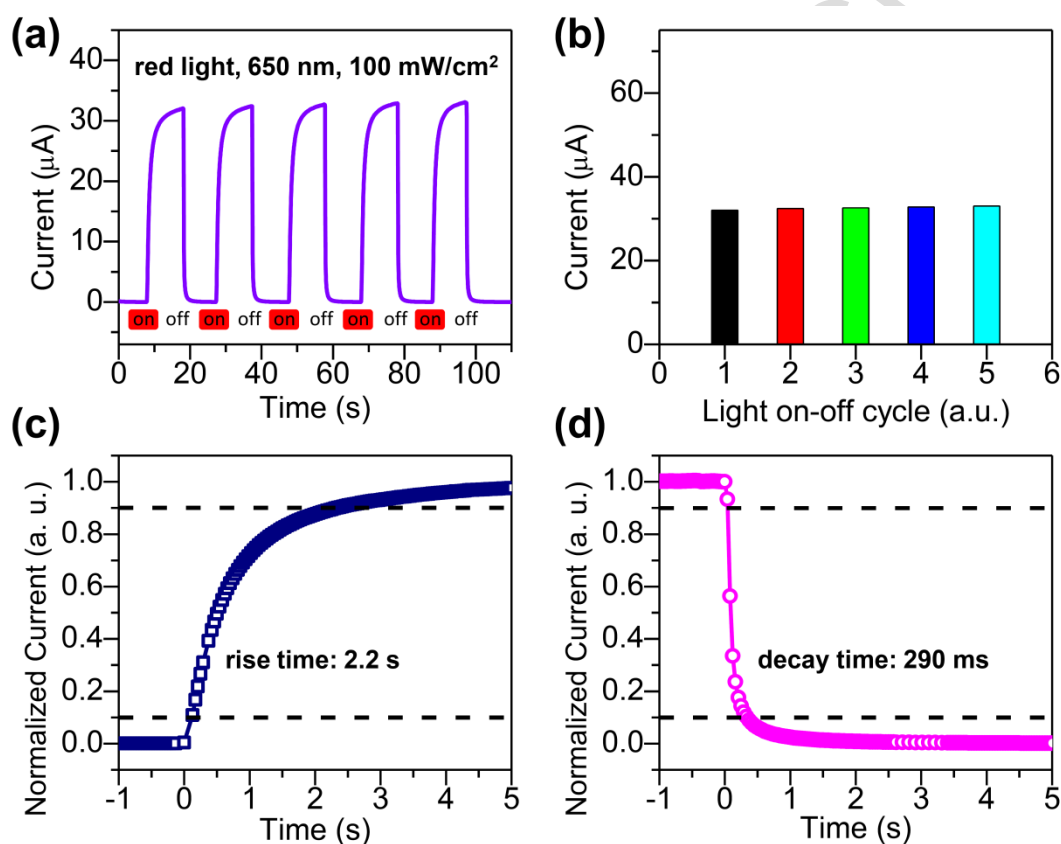 (a)
red light, 650 nm, 100 mW/cm²
Current (μA)
45
30
15
0
on off on off on off on off on off
0 20 40 60 80 100
Time (s)
(b)
Current (μA)
60
40
20
0
0 1 2 3 4 5 6
Light on-off cycle (a.u.)
(c)
Normalized Current (a. u.)
1.0
0.8
0.6
0.4
0.2
0.0
rise time: 2.2 s
-1 0 1 2 3 4 5
Time (s)
(d)
Normalized Current (a. u.)
1.0
0.8
0.6
0.4
0.2
0.0
decay time: 290 ms
-1 0 1 2 3 4 5
Time (s)